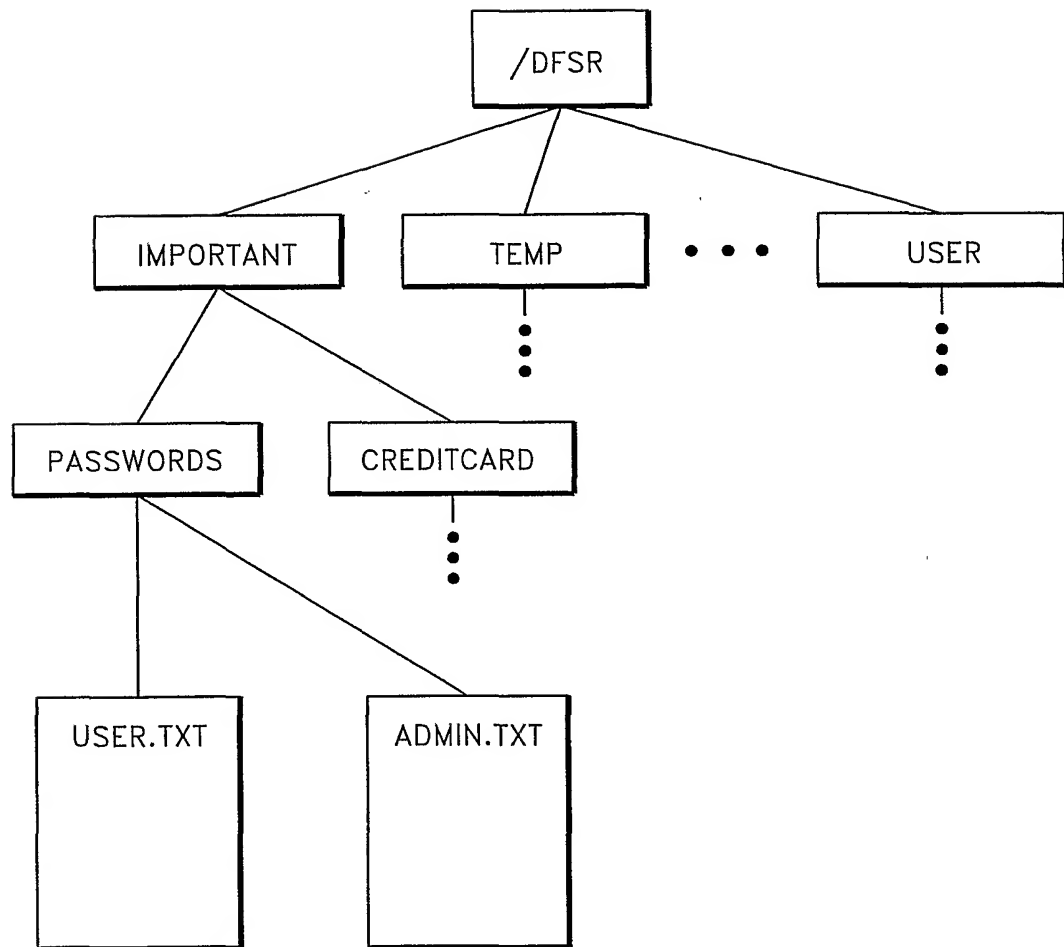 /DFSR
IMPORTANT
TEMP
USER
PASSWORDS
CREDITCARD
USER.TXT
ADMIN.TXT